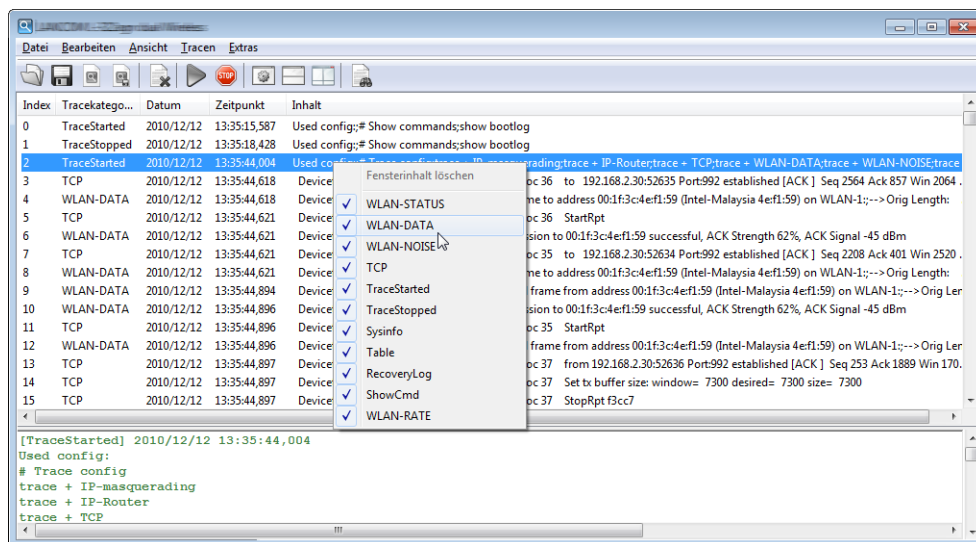 Datei Bearbeiten Ansicht Tracen Extras
STOP
Index Tracekatego... Datum Zeitpunkt Inhalt
0 TraceStarted 2010/12/12 13:35:15,587 Used config:;# Show commands;show bootlog
1 TraceStopped 2010/12/12 13:35:18,428 Used config:;# Show commands;show bootlog
2 TraceStarted 2010/12/12 13:35:44,004 Used config:;# Trace config;trace + IP-masquerading;trace + IP-Router;trace + TCP;trace + WLAN-DATA;trace + WLAN-NOISE;trace
3 TCP 2010/12/12 13:35:44,618 Device oc 36 to 192.168.2.30:52635 Port:992 established [ACK ] Seq 2564 Ack 857 Win 2064 .
4 WLAN-DATA 2010/12/12 13:35:44,618 Device me to address 00:1f:3c:4e:f1:59 (Intel-Malaysia 4e:f1:59) on WLAN-1:;-->Orig Length:
5 TCP 2010/12/12 13:35:44,621 Device oc 36 StartRpt
6 WLAN-DATA 2010/12/12 13:35:44,621 Device ssion to 00:1f:3c:4e:f1:59 successful, ACK Strength 62%, ACK Signal -45 dBm
7 TCP 2010/12/12 13:35:44,621 Device oc 35 to 192.168.2.30:52634 Port:992 established [ACK ] Seq 2208 Ack 401 Win 2520 .
8 WLAN-DATA 2010/12/12 13:35:44,621 Device me to address 00:1f:3c:4e:f1:59 (Intel-Malaysia 4e:f1:59) on WLAN-1:;-->Orig Length:
9 WLAN-DATA 2010/12/12 13:35:44,894 Device frame from address 00:1f:3c:4e:f1:59 (Intel-Malaysia 4e:f1:59) on WLAN-1:;-->Orig Ler
10 WLAN-DATA 2010/12/12 13:35:44,896 Device ssion to 00:1f:3c:4e:f1:59 successful, ACK Strength 62%, ACK Signal -45 dBm
11 TCP 2010/12/12 13:35:44,896 Device oc 35 StartRpt
12 WLAN-DATA 2010/12/12 13:35:44,896 Device frame from address 00:1f:3c:4e:f1:59 (Intel-Malaysia 4e:f1:59) on WLAN-1:;-->Orig Ler
13 TCP 2010/12/12 13:35:44,897 Device oc 37 from 192.168.2.30:52636 Port:992 established [ACK ] Seq 253 Ack 1889 Win 170.
14 TCP 2010/12/12 13:35:44,897 Device oc 37 Set tx buffer size: window= 7300 desired= 7300 size= 7300
15 TCP 2010/12/12 13:35:44,897 Device oc 37 StopRpt f3cc7
Fensterinhalt löschen
WLAN-STATUS
WLAN-DATA
WLAN-NOISE
TCP
TraceStarted
TraceStopped
Sysinfo
Table
RecoveryLog
ShowCmd
WLAN-RATE
[TraceStarted] 2010/12/12 13:35:44,004
Used config:
# Trace config
trace + IP-masquerading
trace + IP-Router
trace + TCP